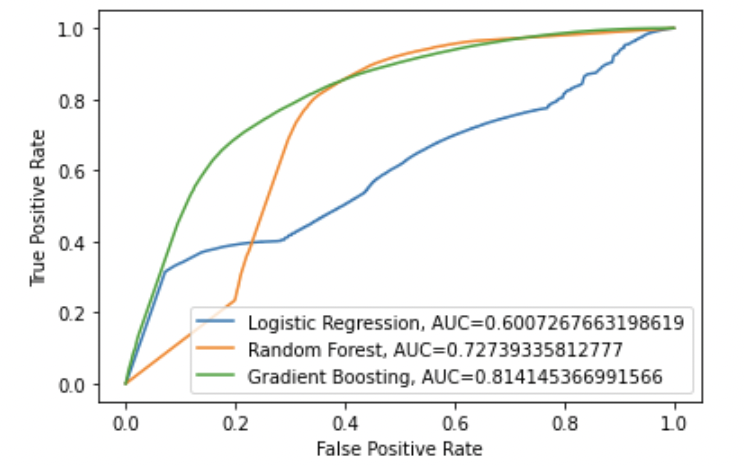 1.0
0.8
0.6
0.4
0.2
0.0
True Positive Rate
Logistic Regression, AUC=0.6007267663198619
Random Forest, AUC=0.72739335812777
Gradient Boosting, AUC=0.814145366991566
0.0 0.2 0.4 0.6 0.8 1.0
False Positive Rate